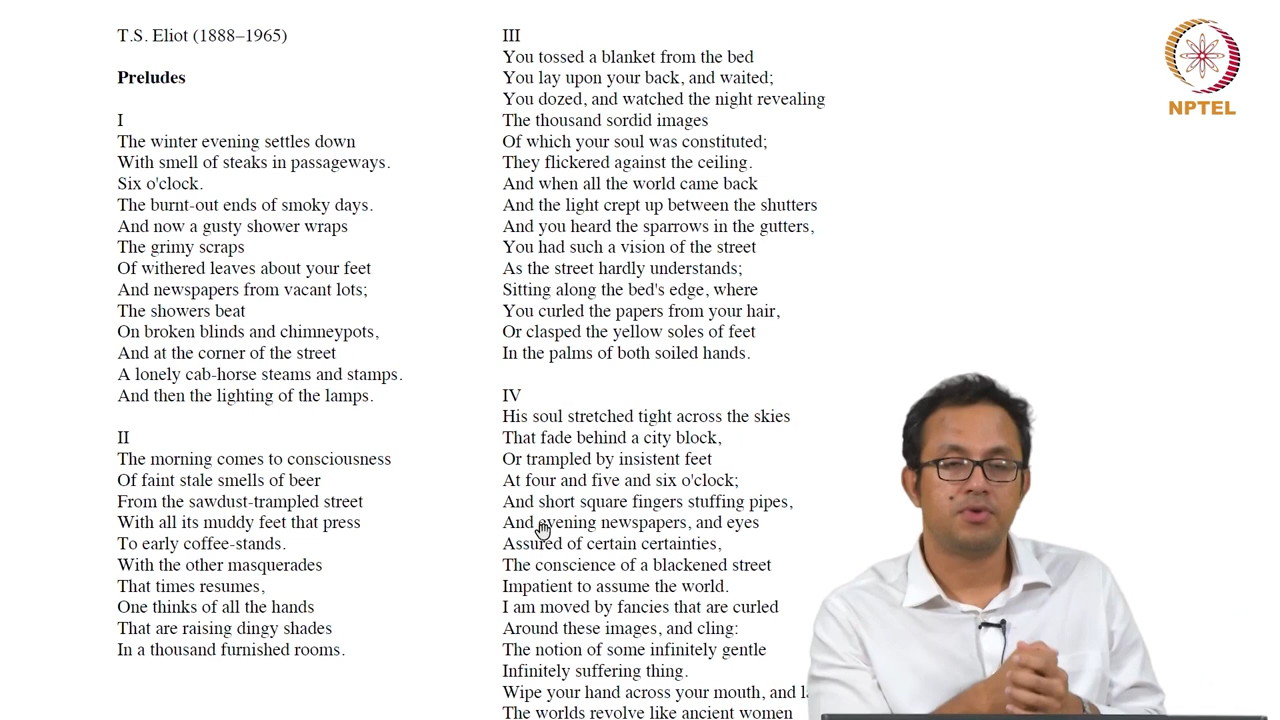 T.S. Eliot (1888–1965)
Preludes
I
The winter evening settles down
With smell of steaks in passageways.
Six o'clock.
The burnt-out ends of smoky days.
And now a gusty shower wraps
The grimy scraps
Of withered leaves about your feet
And newspapers from vacant lots;
The showers beat
On broken blinds and chimneypots,
And at the corner of the street
A lonely cab-horse steams and stamps.
And then the lighting of the lamps.
II
The morning comes to consciousness
Of faint stale smells of beer
From the sawdust-trampled street
With all its muddy feet that press
To early coffee-stands.
With the other masquerades
That times resumes,
One thinks of all the hands
That are raising dingy shades
In a thousand furnished rooms.
III
You tossed a blanket from the bed
You lay upon your back, and waited;
You dozed, and watched the night revealing
The thousand sordid images
Of which your soul was constituted;
They flickered against the ceiling.
And when all the world came back
And the light crept up between the shutters
And you heard the sparrows in the gutters,
You had such a vision of the street
As the street hardly understands;
Sitting along the bed's edge, where
You curled the papers from your hair,
Or clasped the yellow soles of feet
In the palms of both soiled hands.
IV
His soul stretched tight across the skies
That fade behind a city block,
Or trampled by insistent feet
At four and five and six o'clock;
And short square fingers stuffing pipes,
And evening newspapers, and eyes
Assured of certain certainties,
The conscience of a blackened street
Impatient to assume the world.
I am moved by fancies that are curled
Around these images, and cling:
The notion of some infinitely gentle
Infinitely suffering thing.
Wipe your hand across your mouth, and
The worlds revolve like ancient women
NPTEL